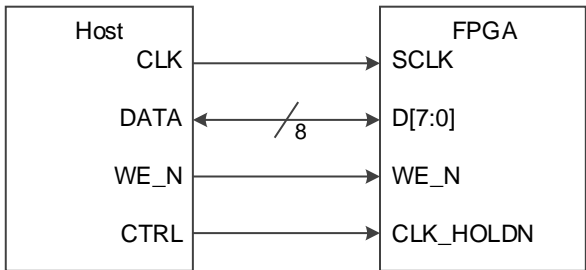 Host FPGA
CLK SCLK
DATA 8 D[7:0]
WE_N WE_N
CTRL CLK_HOLDN